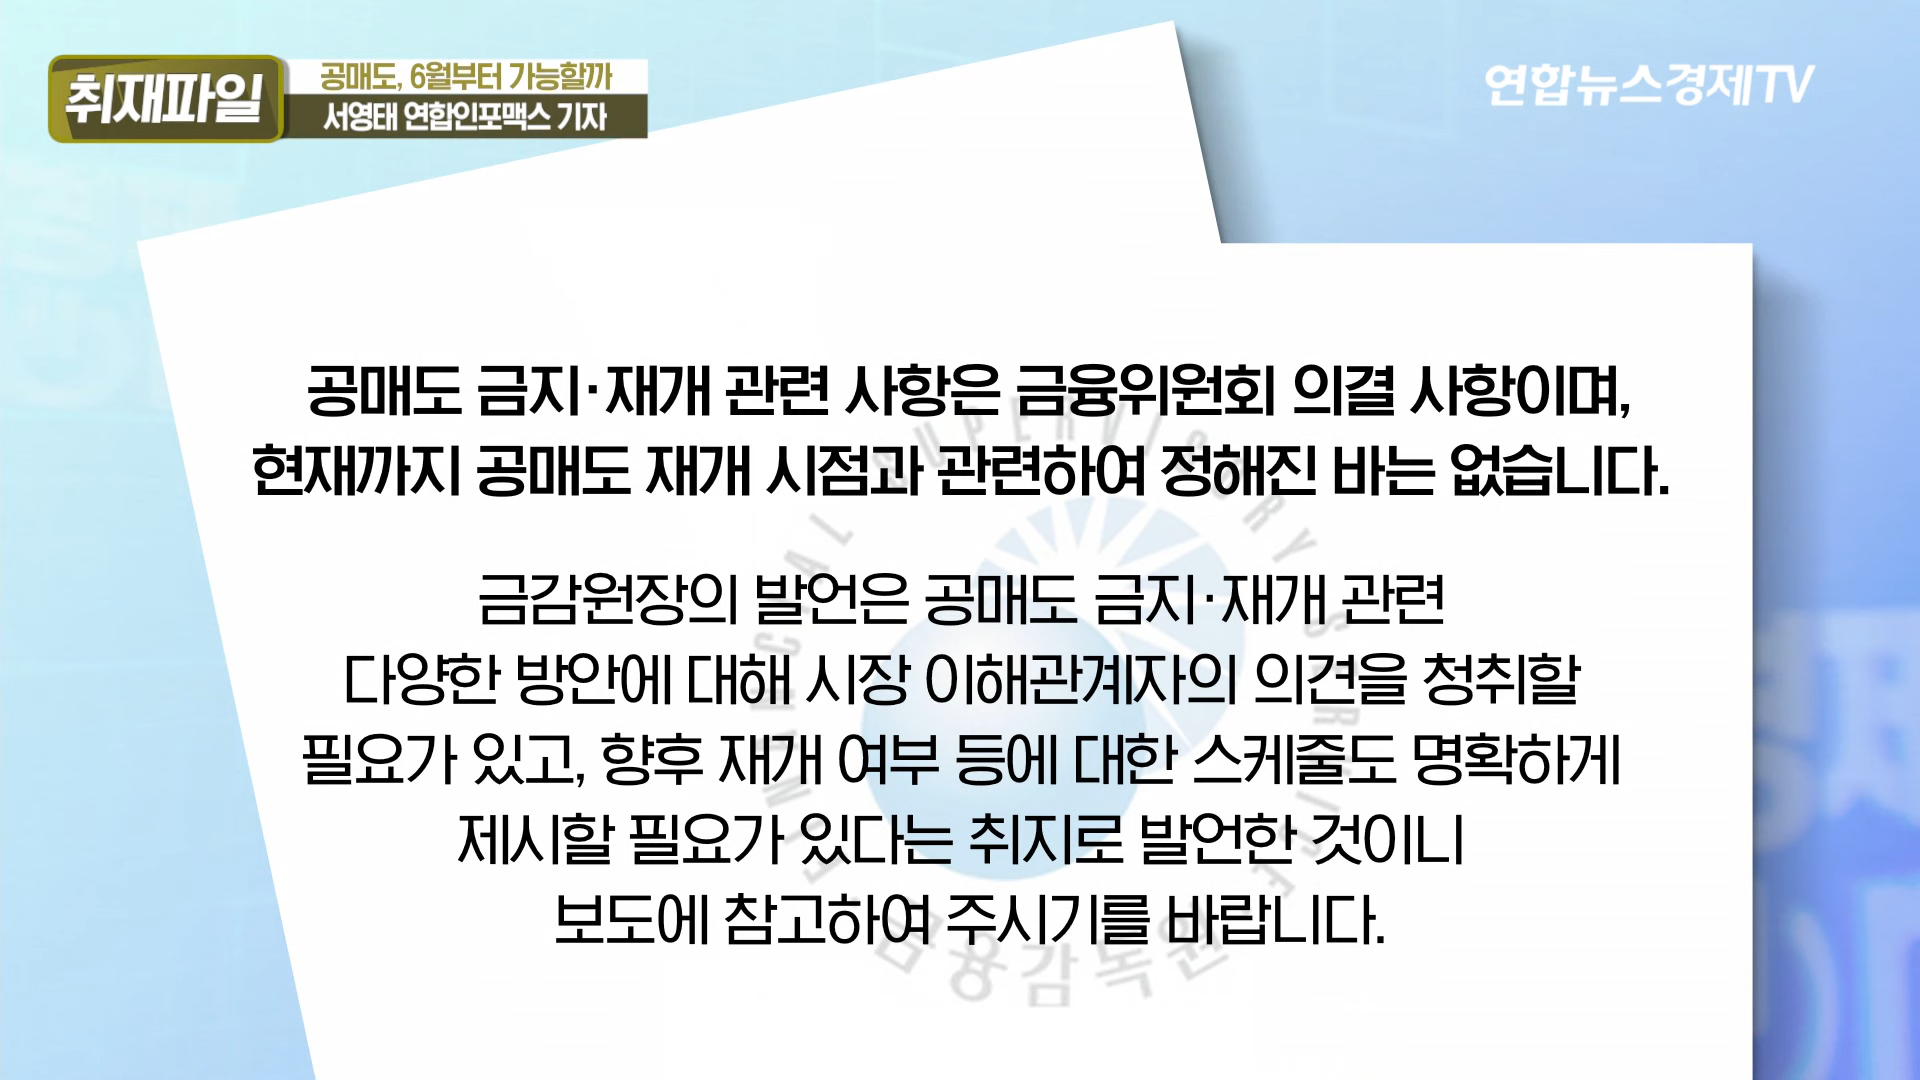 취재파일
공매도, 6월부터 가능할까
서영태 연합인포맥스 기자
연합뉴스경제TV
공매도 금지·재개 관련 사항은 금융위원회 의결 사항이며,
현재까지 공매도 재개 시점과 관련하여 정해진 바는 없습니다.
금감원장의 발언은 공매도 금지·재개 관련
다양한 방안에 대해 시장 이해관계자의 의견을 청취할
필요가 있고, 향후 재개 여부 등에 대한 스케줄도 명확하게
제시할 필요가 있다는 취지로 발언한 것이니
보도에 참고하여 주시기를 바랍니다.
FINANCIAL SUPERVISORY SERVICE
금융감독원